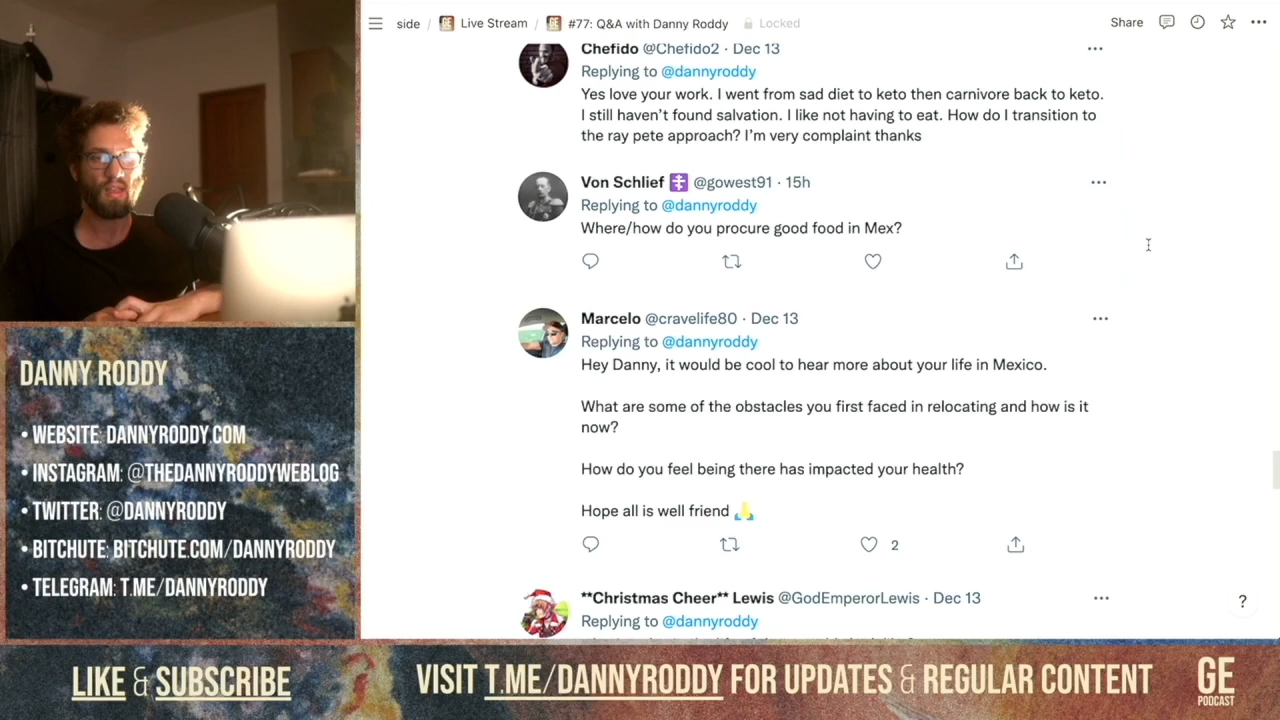 side / Live Stream / #77: Q&A with Danny Roddy Locked
Share
Chefido @Chefido2 · Dec 13
Replying to @dannyroddy
Yes love your work. I went from sad diet to keto then carnivore back to keto.
I still haven't found salvation. I like not having to eat. How do I transition to
the ray pete approach? I'm very complaint thanks
Von Schlief @gowest91 · 15h
Replying to @dannyroddy
Where/how do you procure good food in Mex?
Marcelo @cravelife80 · Dec 13
Replying to @dannyroddy
Hey Danny, it would be cool to hear more about your life in Mexico.
What are some of the obstacles you first faced in relocating and how is it
now?
How do you feel being there has impacted your health?
Hope all is well friend 🙏
2
**Christmas Cheer** Lewis @GodEmperorLewis · Dec 13
Replying to @dannyroddy
?
DANNY RODDY
• WEBSITE: DANNYRODDY.COM
• INSTAGRAM: @THEDANNYRODDYWEBLOG
• TWITTER: @DANNYRODDY
• BITCHUTE: BITCHUTE.COM/DANNYRODDY
• TELEGRAM: T.ME/DANNYRODDY
LIKE & SUBSCRIBE
VISIT T.ME/DANNYRODDY FOR UPDATES & REGULAR CONTENT
GE
PODCAST